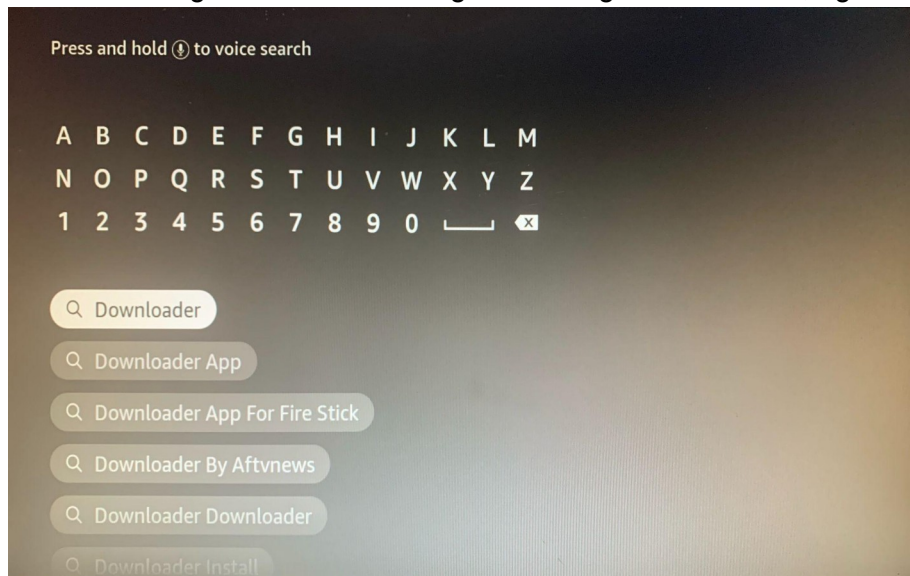 Press and hold to voice search
A B C D E F G H I J K L M
N O P Q R S T U V W X Y Z
1 2 3 4 5 6 7 8 9 0
Downloader
Downloader App
Downloader App For Fire Stick
Downloader By Aftvnews
Downloader Downloader
Downloader Install